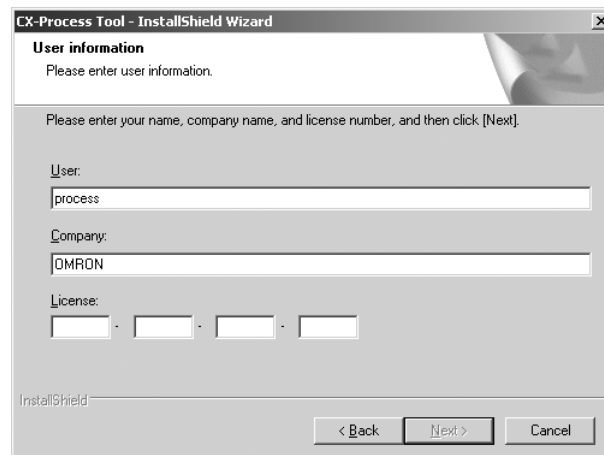 CX-Process Tool - InstallShield Wizard
User information
Please enter user information.
Please enter your name, company name, and license number, and then click [Next].
User:
process
Company:
OMRON
License:
- - -
InstallShield
< Back Next > Cancel